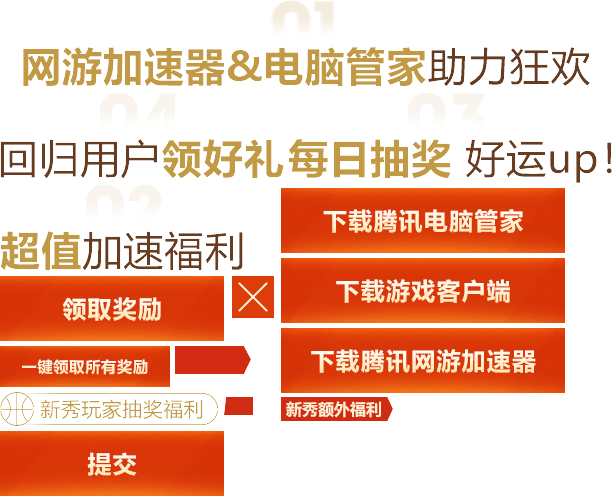 01
网游加速器&电脑管家助力狂欢
04 03
回归用户领好礼 每日抽奖 好运up!
02
超值加速福利
下载腾讯电脑管家
领取奖励
下载游戏客户端
一键领取所有奖励
下载腾讯网游加速器
新秀玩家抽奖福利
新秀额外福利
提交